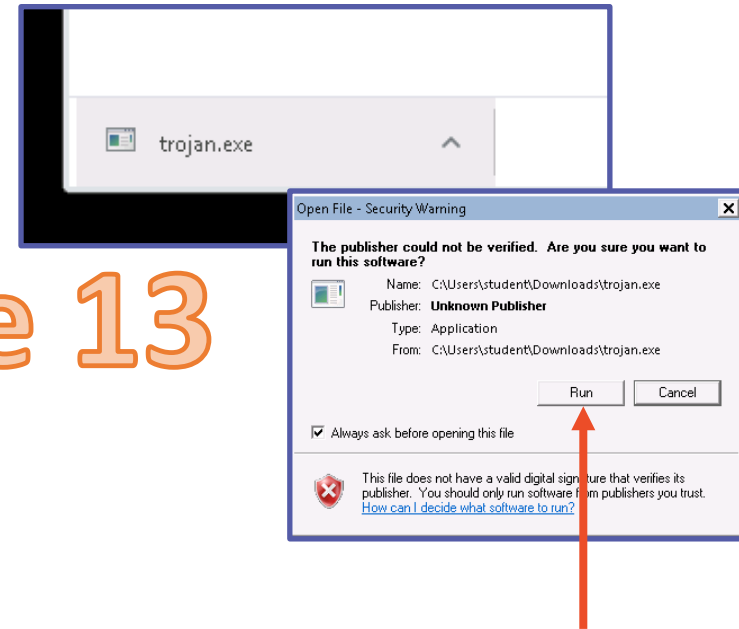 trojan.exe
Open File - Security Warning
The publisher could not be verified. Are you sure you want to
run this software?
Name: C:\Users\student\Downloads\trojan.exe
Publisher: Unknown Publisher
Type: Application
From: C:\Users\student\Downloads\trojan.exe
Run Cancel
Always ask before opening this file
This file does not have a valid digital signature that verifies its
publisher. You should only run software from publishers you trust.
How can I decide what software to run?
e 13